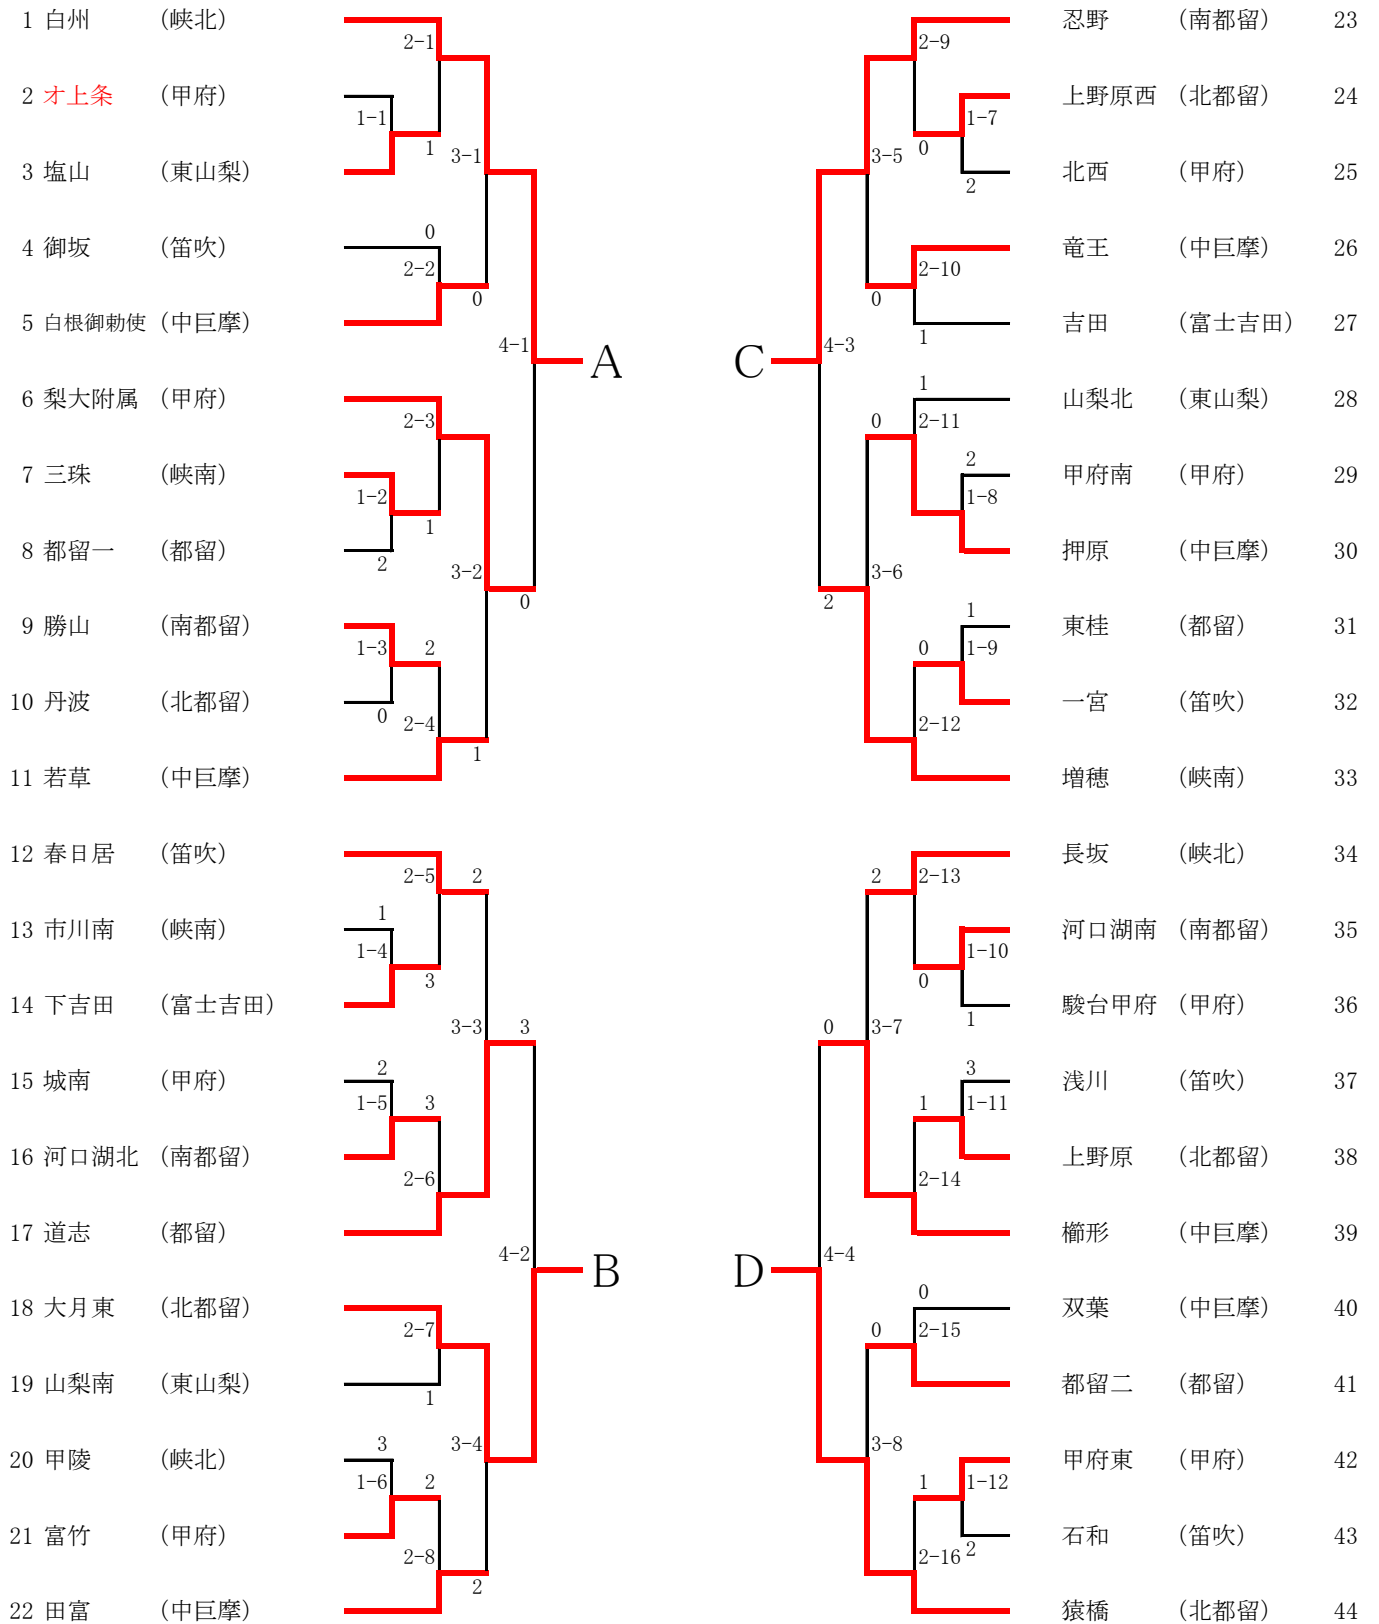 1 白州 （峡北）
2-1
2 オ上条 （甲府）
1-1
1
3-1
3 塩山 （東山梨）
0
4 御坂 （笛吹）
2-2
0
5 白根御勅使 （中巨摩）
4-1
A
6 梨大附属 （甲府）
2-3
7 三珠 （峡南）
1-2
1
8 都留一 （都留）
2
3-2
0
9 勝山 （南都留）
1-3
2
10 丹波 （北都留）
0
2-4
1
11 若草 （中巨摩）
12 春日居 （笛吹）
2-5
2
1
13 市川南 （峡南）
1-4
3
14 下吉田 （富士吉田）
3-3
3
2
15 城南 （甲府）
1-5
3
16 河口湖北 （南都留）
2-6
17 道志 （都留）
4-2
B
18 大月東 （北都留）
2-7
19 山梨南 （東山梨）
1
3
3-4
20 甲陵 （峡北）
1-6
2
21 富竹 （甲府）
2-8
2
22 田富 （中巨摩）
忍野 （南都留） 23
2-9
上野原西 （北都留） 24
1-7
0
3-5
北西 （甲府） 25
2
竜王 （中巨摩） 26
2-10
0
吉田 （富士吉田） 27
1
4-3
C
1
山梨北 （東山梨） 28
0
2-11
2
甲府南 （甲府） 29
1-8
押原 （中巨摩） 30
3-6
2
1
東桂 （都留） 31
0
1-9
一宮 （笛吹） 32
2-12
増穂 （峡南） 33
長坂 （峡北） 34
2
2-13
河口湖南 （南都留） 35
1-10
0
駿台甲府 （甲府） 36
1
0
3-7
3
浅川 （笛吹） 37
1
1-11
上野原 （北都留） 38
2-14
櫛形 （中巨摩） 39
4-4
D
0
双葉 （中巨摩） 40
0
2-15
都留二 （都留） 41
3-8
甲府東 （甲府） 42
1
1-12
石和 （笛吹） 43
2
2-16
猿橋 （北都留） 44